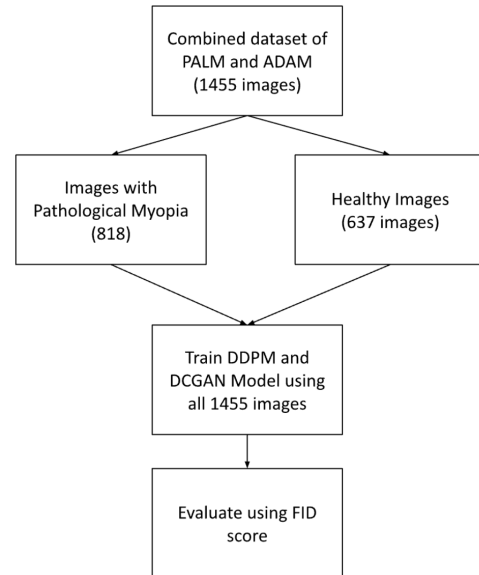 Combined dataset of
PALM and ADAM
(1455 images)
Images with
Pathological Myopia
(818)
Healthy Images
(637 images)
Train DDPM and
DCGAN Model using
all 1455 images
Evaluate using FID
score